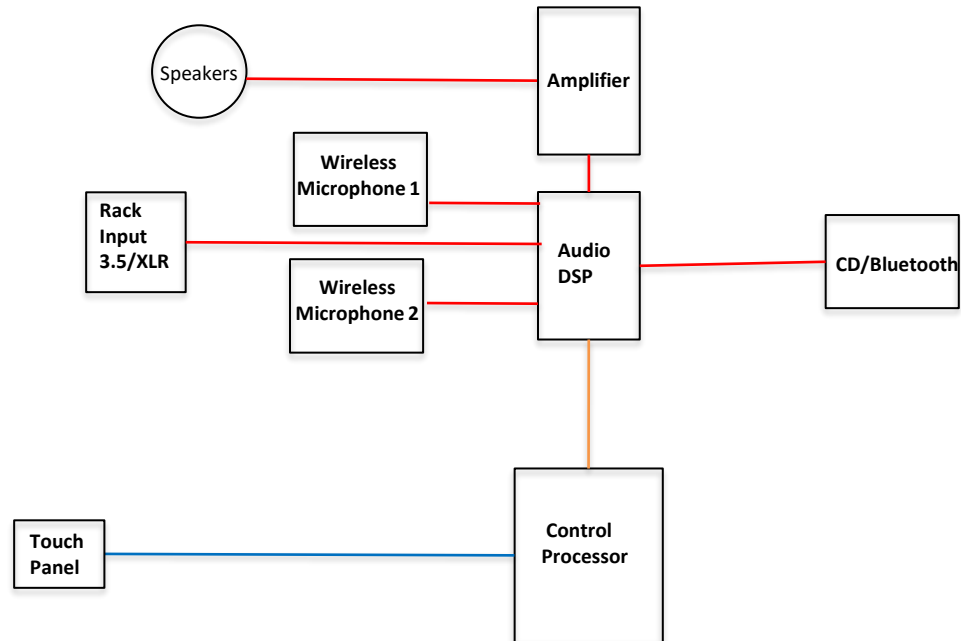 Speakers
Amplifier
Wireless
Microphone 1
Rack
Input
3.5/XLR
Audio
DSP
CD/Bluetooth
Wireless
Microphone 2
Control
Processor
Touch
Panel